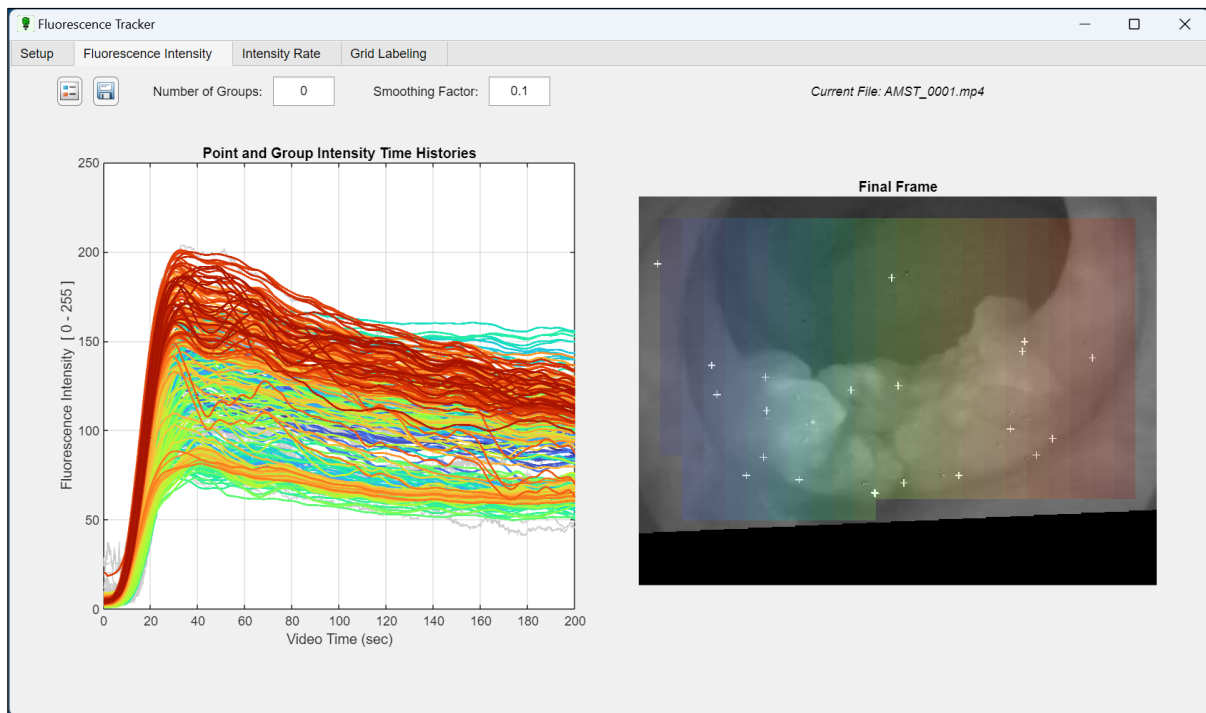 Fluorescence Tracker
Setup Fluorescence Intensity Intensity Rate Grid Labeling
Number of Groups: 0 Smoothing Factor: 0.1 Current File: AMST_0001.mp4
Point and Group Intensity Time Histories
Final Frame
Fluorescence Intensity [ 0 - 255 ]
250
200
150
100
50
0
0 20 40 60 80 100 120 140 160 180 200
Video Time (sec)